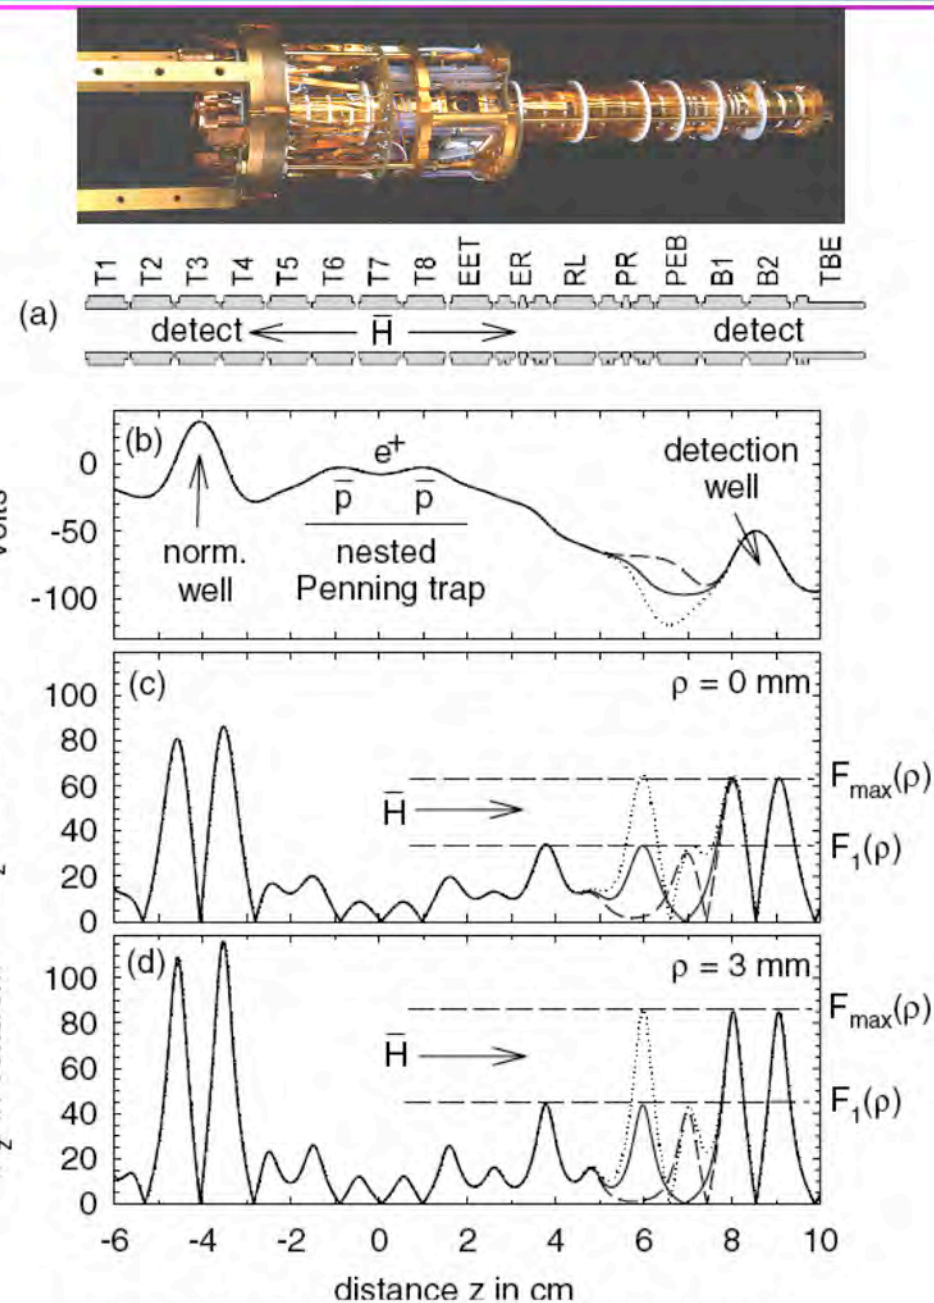 T1 T2 T3 T4 T5 T6 T7 T8 EET ER RL PR PEB B1 B2 TBE
(a)
detect H̄ detect
(b)
0
-50
-100
e⁺
p̄ p̄
norm.
well
nested
Penning trap
detection
well
(c)
ρ = 0 mm
100
80
60
40
20
0
H̄
Fmax(ρ)
F1(ρ)
(d)
ρ = 3 mm
100
80
60
40
20
0
H̄
Fmax(ρ)
F1(ρ)
-6 -4 -2 0 2 4 6 8 10
distance z in cm